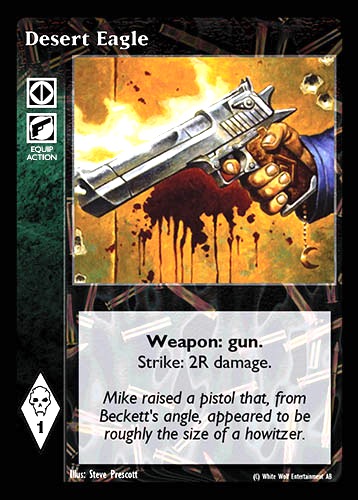 Desert Eagle
EQUIP
ACTION
Weapon: gun.
Strike: 2R damage.
Mike raised a pistol that, from
Beckett's angle, appeared to be
roughly the size of a howitzer.
1
Illus: Steve Prescott
(C) White Wolf Entertainment AB